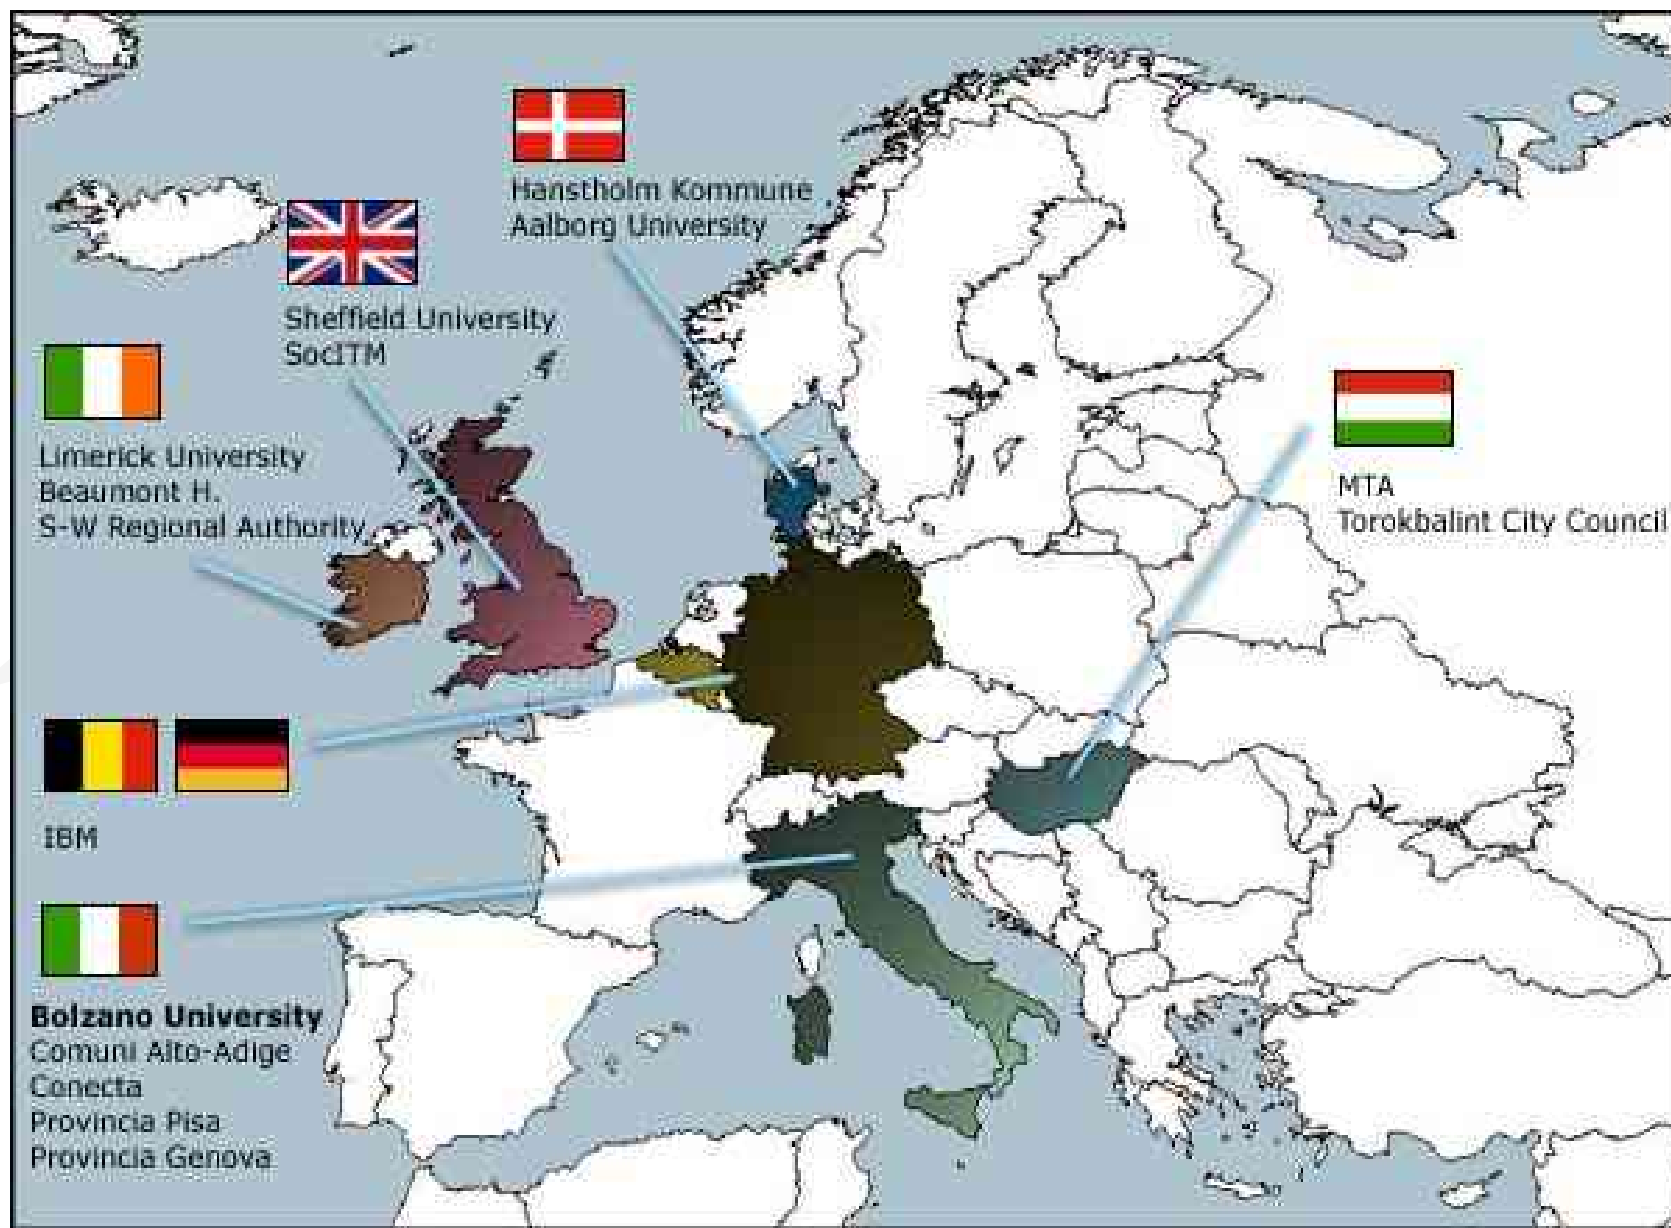 Hanstholm Kommune
Aalborg University
Sheffield University
SocITM
Limerick University
Beaumont H.
S-W Regional Authority
MTA
Torokbalint City Council
IBM
Bolzano University
Comuni Alto-Adige
Conecta
Provincia Pisa
Provincia Genova